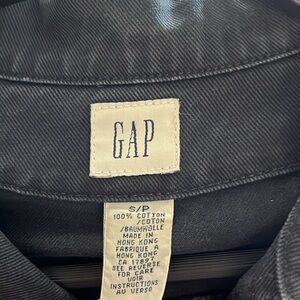 GAP
S/P
100% COTTON
/COTON
/BAUMWOLLE
MADE IN
HONG KONG
FABRIQUE A
HONG KONG
CA 17897
SEE REVERSE
FOR CARE
VOIR
INSTRUCTIONS
AU VERSO